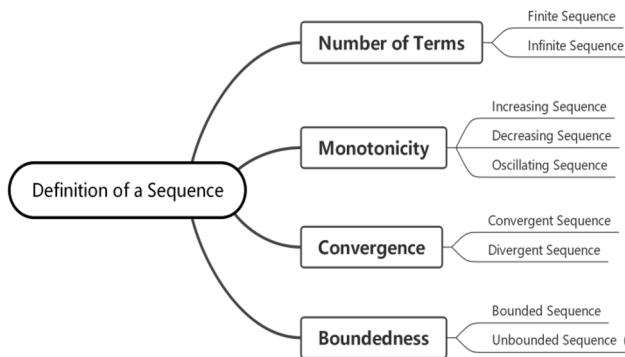 Definition of a Sequence
Number of Terms
Finite Sequence
Infinite Sequence
Monotonicity
Increasing Sequence
Decreasing Sequence
Oscillating Sequence
Convergence
Convergent Sequence
Divergent Sequence
Boundedness
Bounded Sequence
Unbounded Sequence (